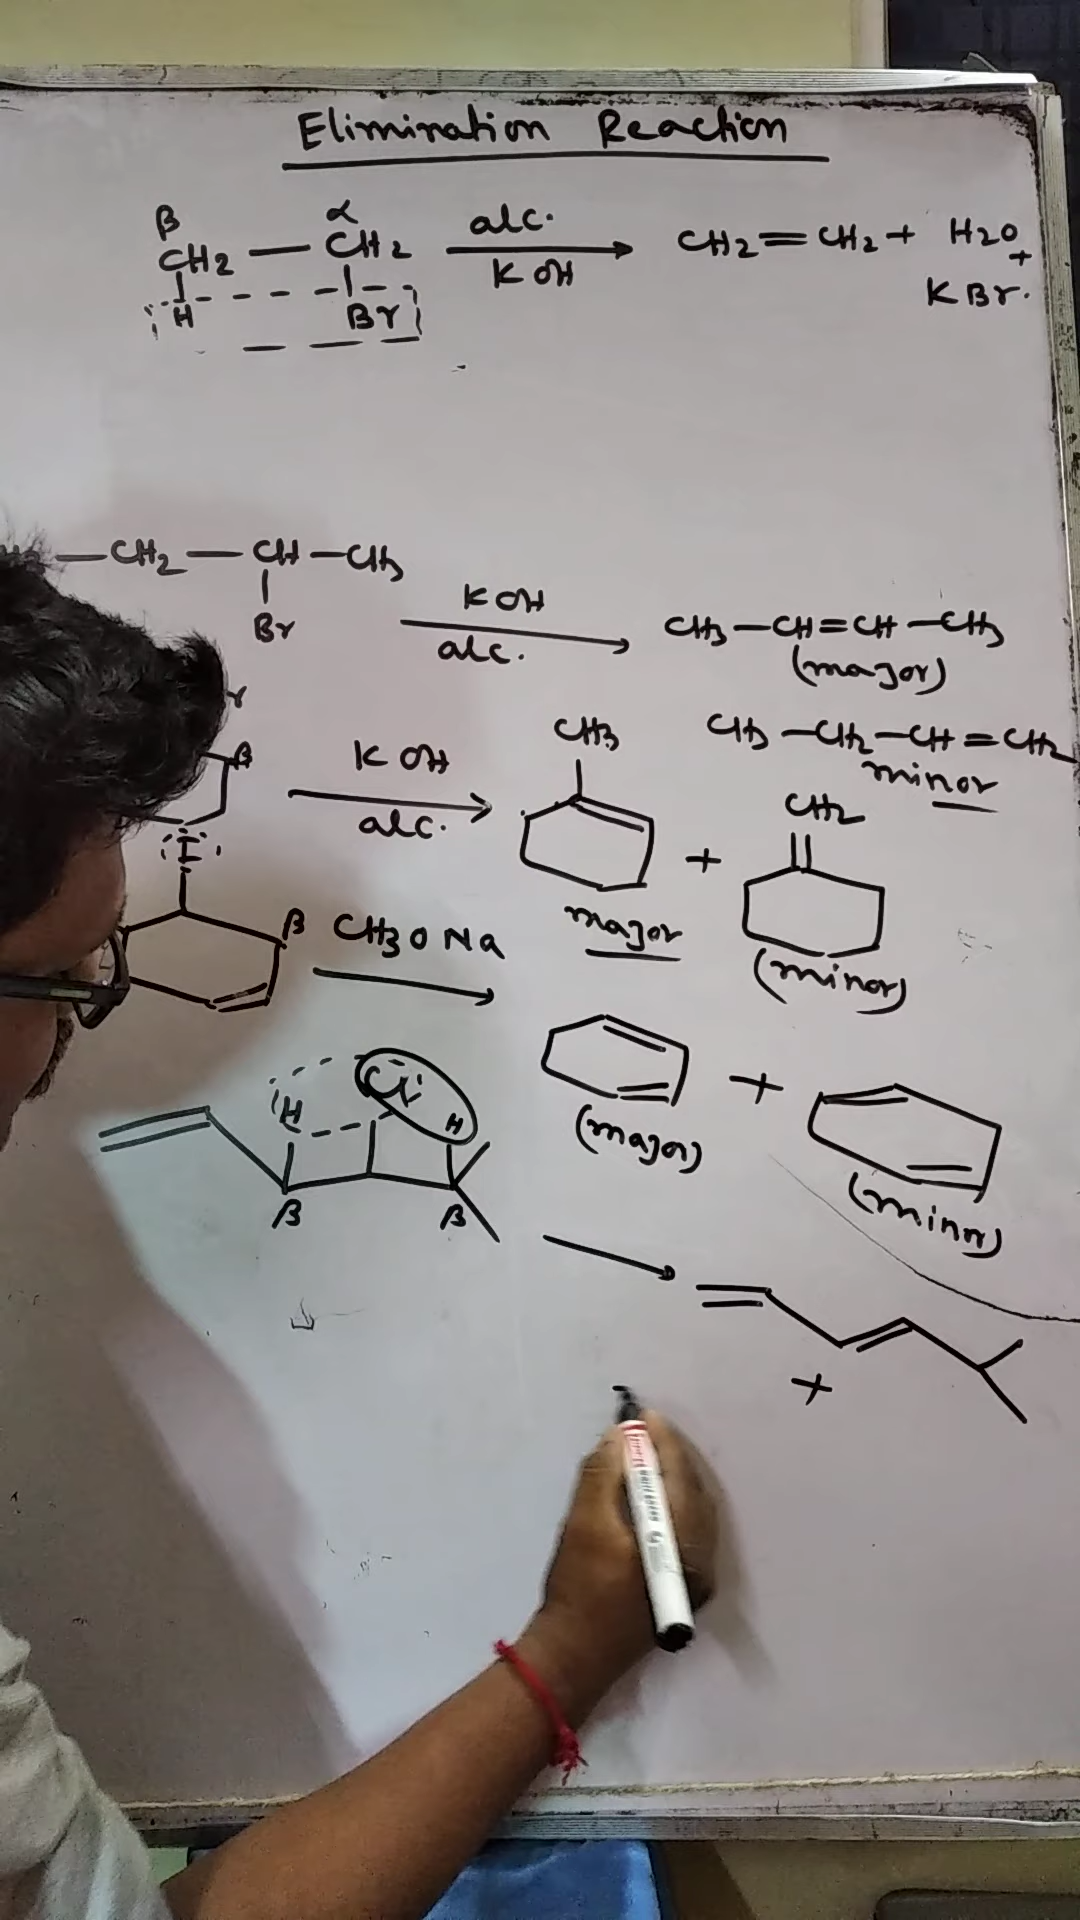 Elimination Reaction
β α
CH2 — CH2 alc. KOH CH2=CH2 + H2O + KBr.
H Br
—CH2 — CH —CH3
Br
KOH alc.
CH3—CH=CH—CH3
(major)
CH3—CH2—CH=CH2
minor
β
KOH alc.
CH3
major
+
CH2
(minor)
I
β
CH3ONa
(major)
+
(minor)
H Cl H
β β
+